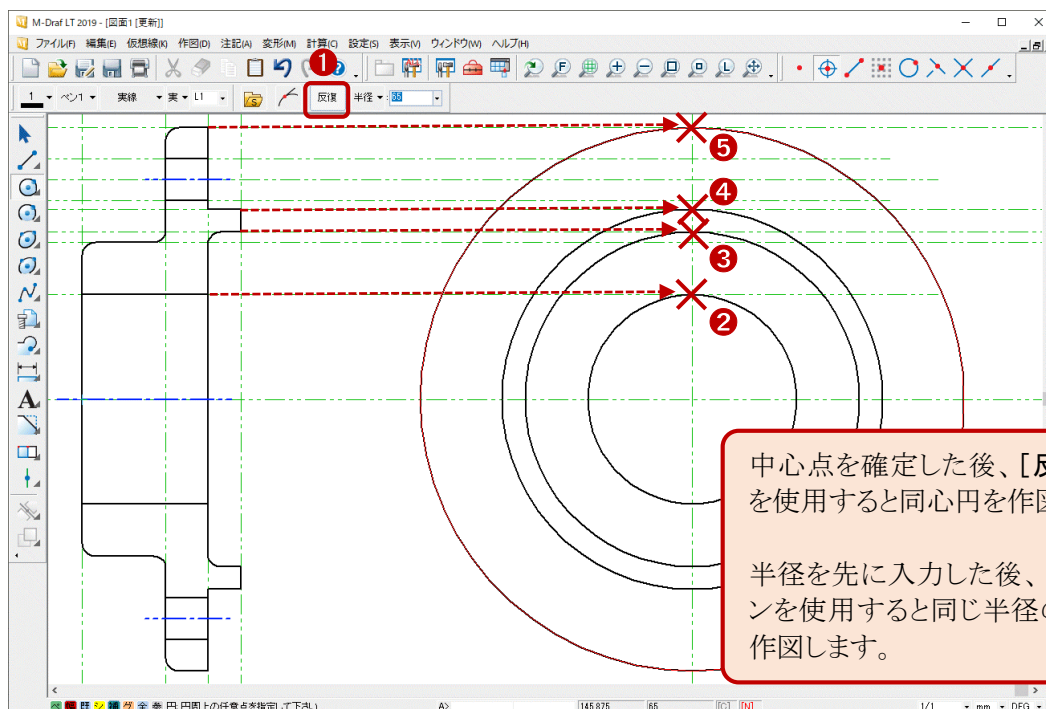 M-Draf LT 2019 - [図面1 [更新]]
ファイル(F) 編集(E) 仮想線(K) 作図(D) 注記(A) 変形(M) 計算(C) 設定(S) 表示(V) ウィンドウ(W) ヘルプ(H)
1
1 ペン1 実線 実 L1 反復 半径 : 65
5
4
3
2
中心点を確定した後、[反
を使用すると同心円を作図
半径を先に入力した後、
ンを使用すると同じ半径の
作図します。
円:円周上の任意点を指定して下さい A> 145.875 65 [C] [N] 1/1 mm DEG